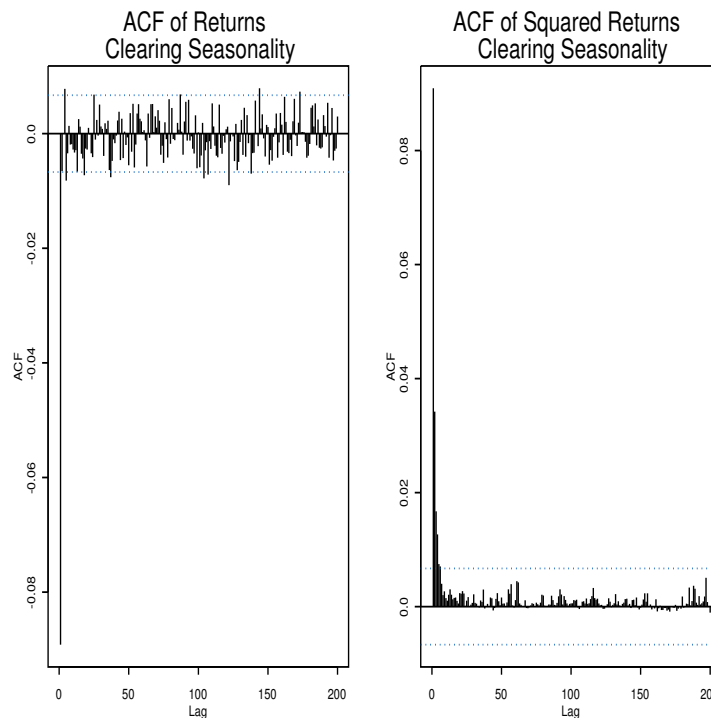 ACF of Returns
Clearing Seasonality
0.0
-0.02
-0.04
-0.06
-0.08
ACF
0
50
100
150
200
Lag
ACF of Squared Returns
Clearing Seasonality
0.08
0.06
0.04
0.02
0.0
ACF
0
50
100
150
200
Lag